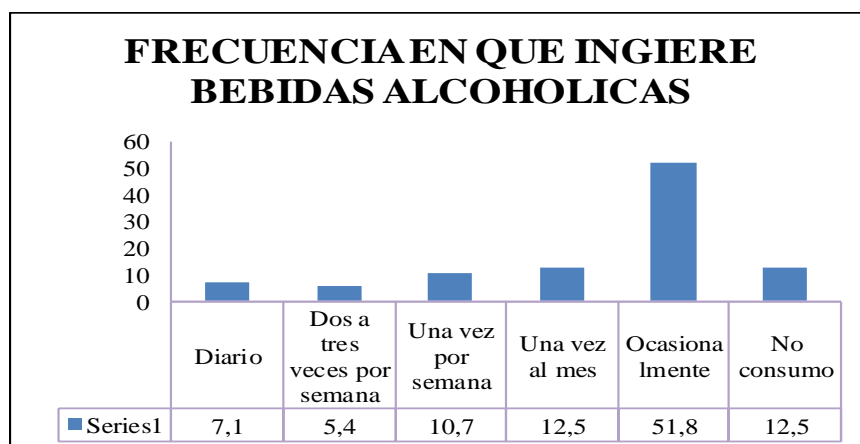 FRECUENCIA EN QUE INGIERE
BEBIDAS ALCOHOLICAS
60
50
40
30
20
10
0
Diario
Dos a
tres
veces por
semana
Una vez
por
semana
Una vez
al mes
Ocasiona
lmente
No
consumo
Series1 7,1 5,4 10,7 12,5 51,8 12,5